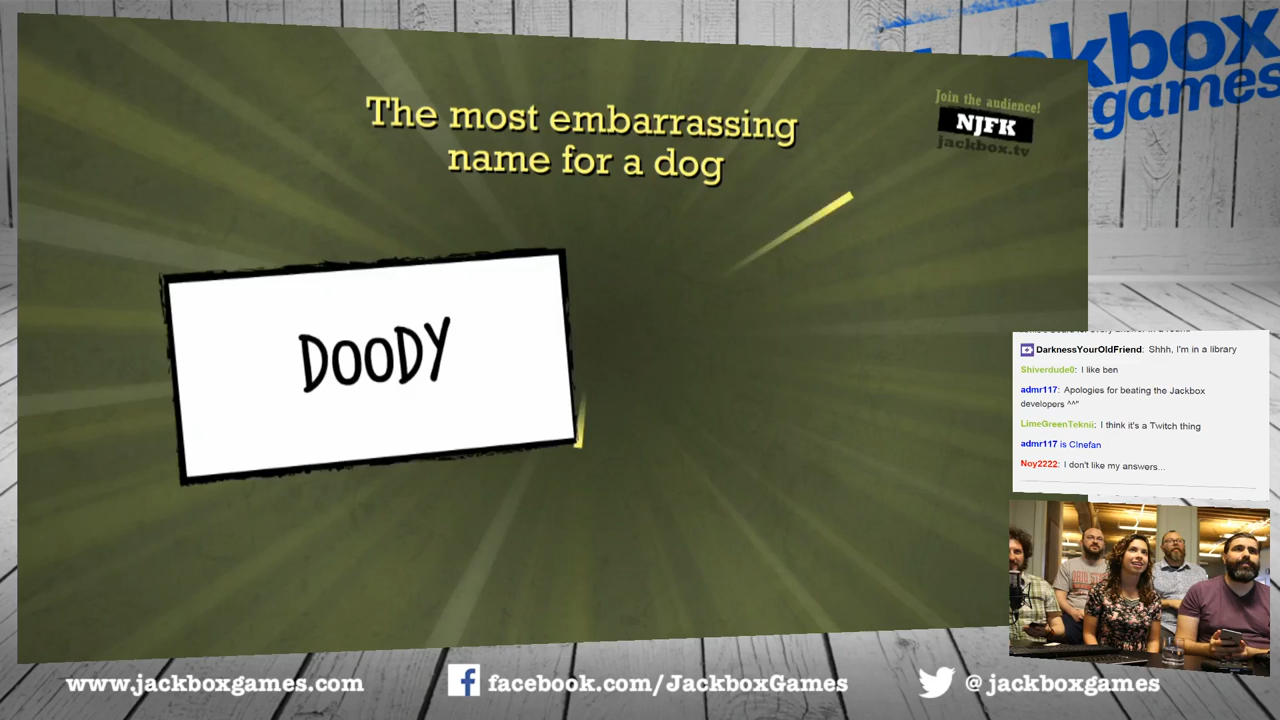 The most embarrassing
name for a dog
Join the audience!
NJFK
jackbox.tv
jackbox
games
DOODY
DarknessYourOldFriend: Shhh, I'm in a library
Shiverdude0: I like ben
admr117: Apologies for beating the Jackbox
developers ^^"
LimeGreenTeknii: I think it's a Twitch thing
admr117 is CInefan
Noy2222: I don't like my answers...
www.jackboxgames.com
facebook.com/JackboxGames
@jackboxgames